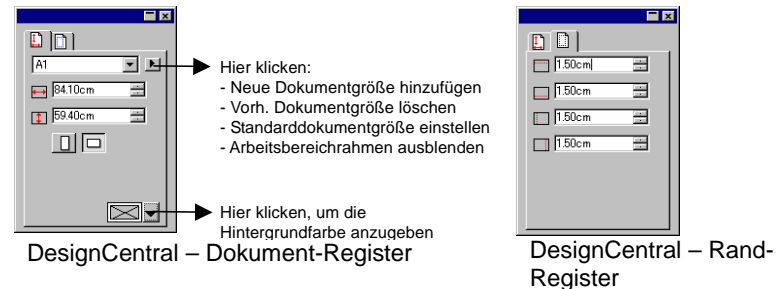 A1
84.10cm
59.40cm
Hier klicken:
- Neue Dokumentgröße hinzufügen
- Vorh. Dokumentgröße löschen
- Standarddokumentgröße einstellen
- Arbeitsbereichrahmen ausblenden
Hier klicken, um die
Hintergrundfarbe anzugeben
DesignCentral – Dokument-Register
1.50cm
1.50cm
1.50cm
1.50cm
DesignCentral – Rand-
Register